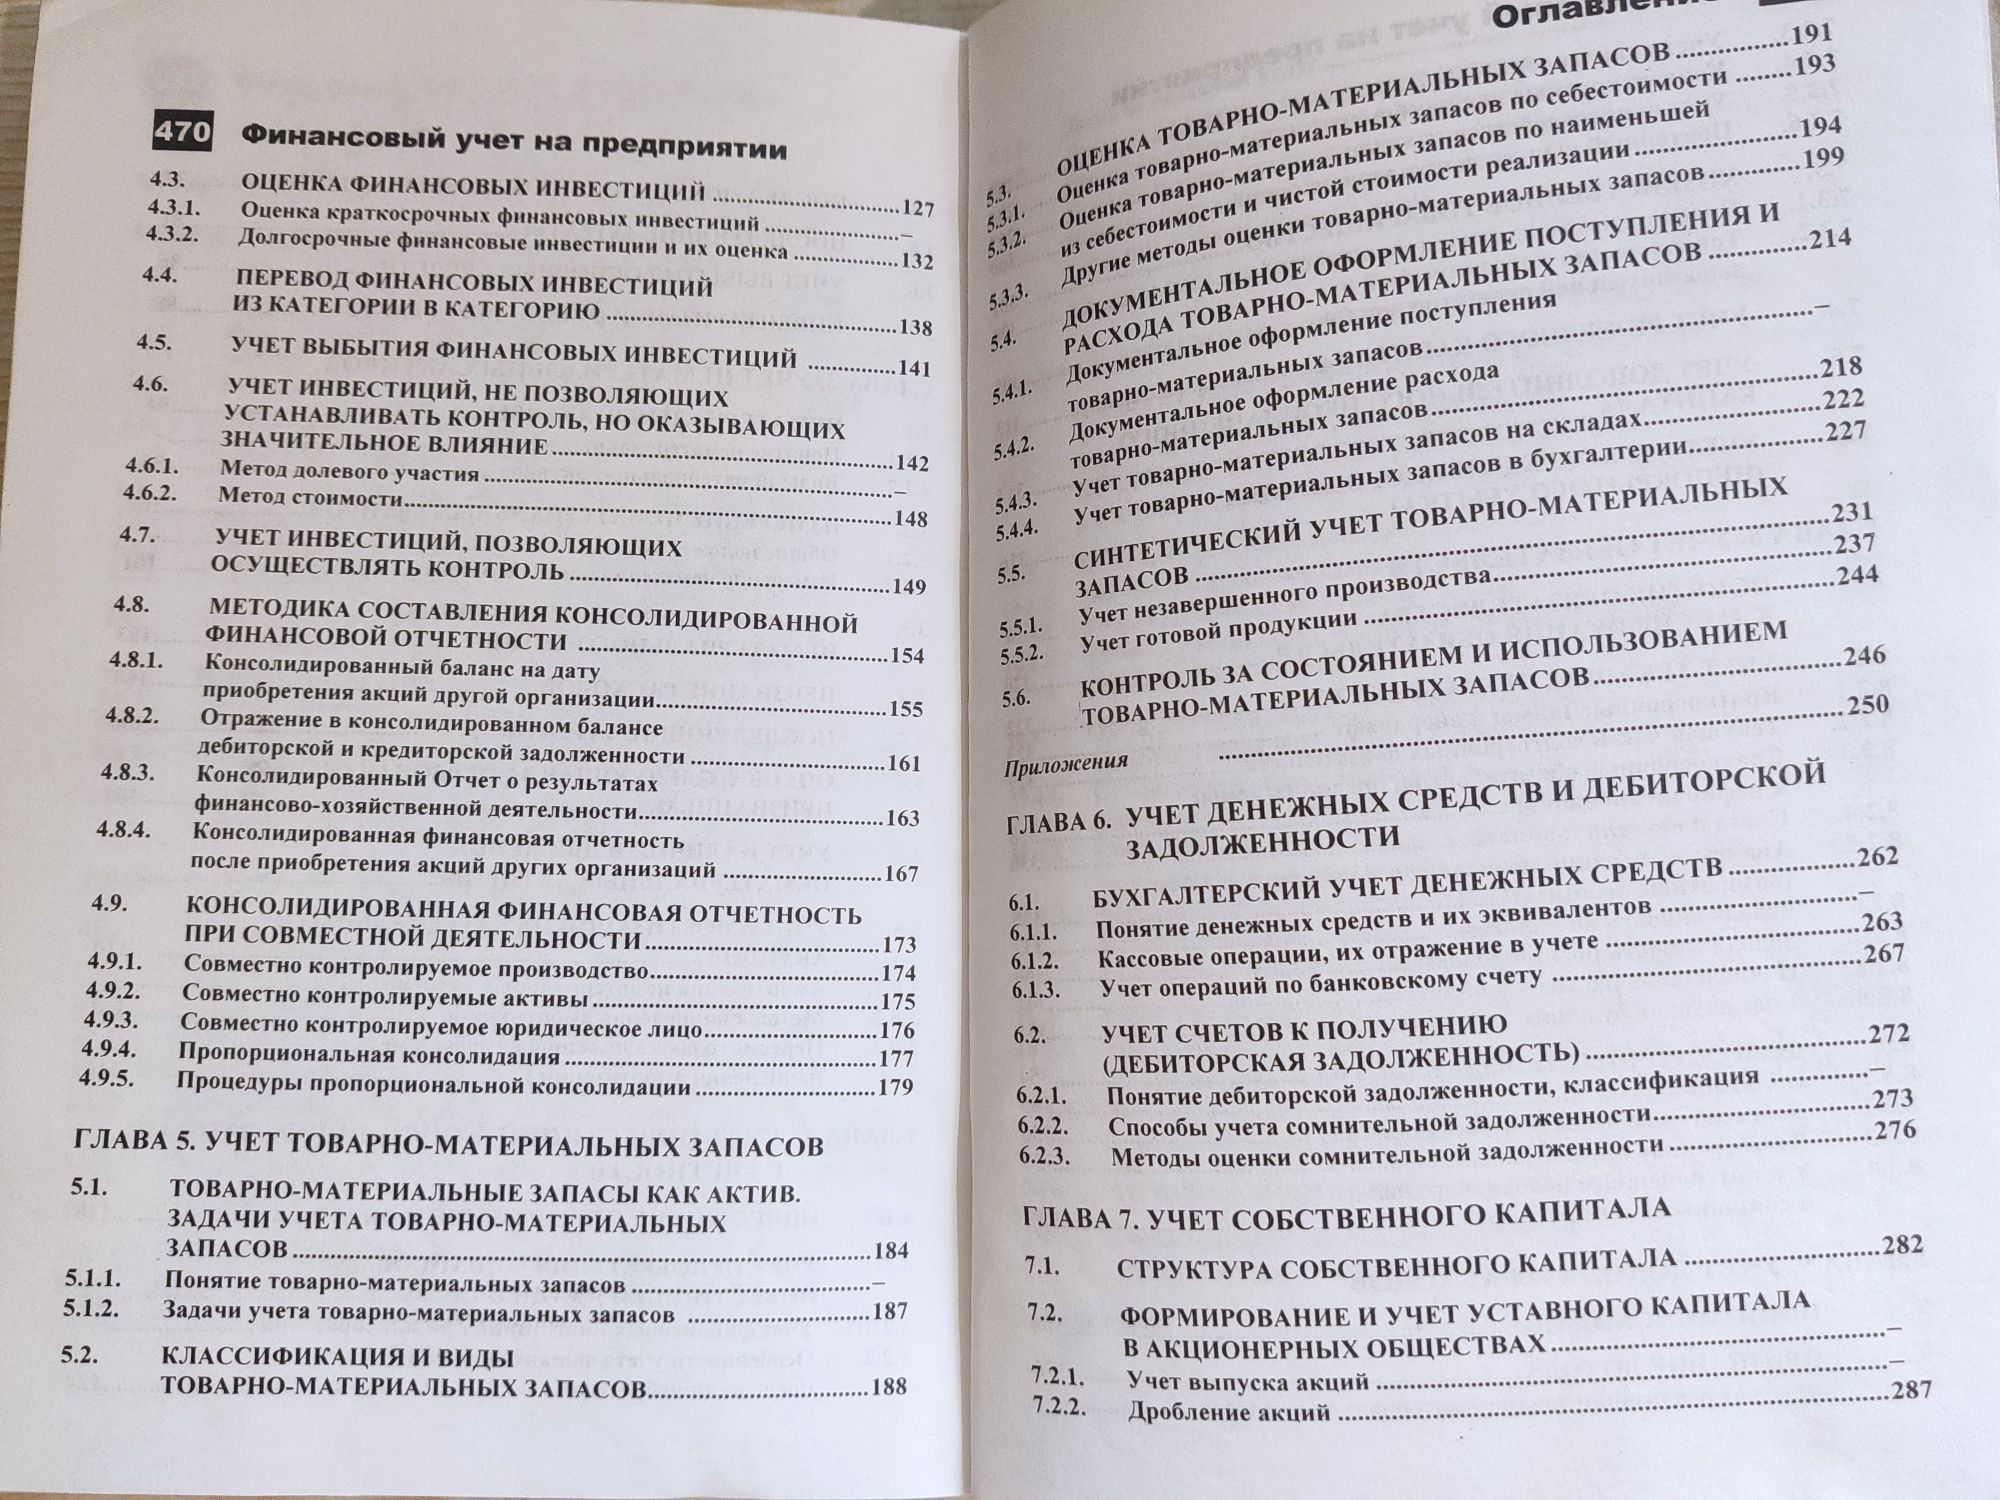 470 Финансовый учет на предприятии
4.3. ОЦЕНКА ФИНАНСОВЫХ ИНВЕСТИЦИЙ ....................127
4.3.1. Оценка краткосрочных финансовых инвестиций ....................–
4.3.2. Долгосрочные финансовые инвестиции и их оценка ....................132
4.4. ПЕРЕВОД ФИНАНСОВЫХ ИНВЕСТИЦИЙ
ИЗ КАТЕГОРИИ В КАТЕГОРИЮ ....................138
4.5. УЧЕТ ВЫБЫТИЯ ФИНАНСОВЫХ ИНВЕСТИЦИЙ ....................141
4.6. УЧЕТ ИНВЕСТИЦИЙ, НЕ ПОЗВОЛЯЮЩИХ
УСТАНАВЛИВАТЬ КОНТРОЛЬ, НО ОКАЗЫВАЮЩИХ
ЗНАЧИТЕЛЬНОЕ ВЛИЯНИЕ....................142
4.6.1. Метод долевого участия ....................–
4.6.2. Метод стоимости....................148
4.7. УЧЕТ ИНВЕСТИЦИЙ, ПОЗВОЛЯЮЩИХ
ОСУЩЕСТВЛЯТЬ КОНТРОЛЬ ....................149
4.8. МЕТОДИКА СОСТАВЛЕНИЯ КОНСОЛИДИРОВАННОЙ
ФИНАНСОВОЙ ОТЧЕТНОСТИ ....................154
4.8.1. Консолидированный баланс на дату
приобретения акций другой организации....................155
4.8.2. Отражение в консолидированном балансе
дебиторской и кредиторской задолженности ....................161
4.8.3. Консолидированный Отчет о результатах
финансово-хозяйственной деятельности....................163
4.8.4. Консолидированная финансовая отчетность
после приобретения акций других организаций ....................167
4.9. КОНСОЛИДИРОВАННАЯ ФИНАНСОВАЯ ОТЧЕТНОСТЬ
ПРИ СОВМЕСТНОЙ ДЕЯТЕЛЬНОСТИ ....................173
4.9.1. Совместно контролируемое производство....................174
4.9.2. Совместно контролируемые активы ....................175
4.9.3. Совместно контролируемое юридическое лицо....................176
4.9.4. Пропорциональная консолидация....................177
4.9.5. Процедуры пропорциональной консолидации ....................179
ГЛАВА 5. УЧЕТ ТОВАРНО-МАТЕРИАЛЬНЫХ ЗАПАСОВ
5.1. ТОВАРНО-МАТЕРИАЛЬНЫЕ ЗАПАСЫ КАК АКТИВ.
ЗАДАЧИ УЧЕТА ТОВАРНО-МАТЕРИАЛЬНЫХ
ЗАПАСОВ ....................184
5.1.1. Понятие товарно-материальных запасов ....................–
5.1.2. Задачи учета товарно-материальных запасов ....................187
5.2. КЛАССИФИКАЦИЯ И ВИДЫ
ТОВАРНО-МАТЕРИАЛЬНЫХ ЗАПАСОВ....................188
5.3. ОЦЕНКА ТОВАРНО-МАТЕРИАЛЬНЫХ ЗАПАСОВ ....................191
5.3.1. Оценка товарно-материальных запасов по себестоимости ........193
5.3.2. Оценка товарно-материальных запасов по наименьшей
из себестоимости и чистой стоимости реализации ....................194
5.3.3. Другие методы оценки товарно-материальных запасов ..............199
5.4. ДОКУМЕНТАЛЬНОЕ ОФОРМЛЕНИЕ ПОСТУПЛЕНИЯ И
РАСХОДА ТОВАРНО-МАТЕРИАЛЬНЫХ ЗАПАСОВ ..............214
5.4.1. Документальное оформление поступления
товарно-материальных запасов....................–
5.4.2. Документальное оформление расхода
товарно-материальных запасов....................218
5.4.3. Учет товарно-материальных запасов на складах....................222
5.4.4. Учет товарно-материальных запасов в бухгалтерии..................227
5.5. СИНТЕТИЧЕСКИЙ УЧЕТ ТОВАРНО-МАТЕРИАЛЬНЫХ
ЗАПАСОВ ....................231
5.5.1. Учет незавершенного производства....................237
5.5.2. Учет готовой продукции ....................244
5.6. КОНТРОЛЬ ЗА СОСТОЯНИЕМ И ИСПОЛЬЗОВАНИЕМ
ТОВАРНО-МАТЕРИАЛЬНЫХ ЗАПАСОВ....................246
Приложения ....................250
ГЛАВА 6. УЧЕТ ДЕНЕЖНЫХ СРЕДСТВ И ДЕБИТОРСКОЙ
ЗАДОЛЖЕННОСТИ
6.1. БУХГАЛТЕРСКИЙ УЧЕТ ДЕНЕЖНЫХ СРЕДСТВ ..................262
6.1.1. Понятие денежных средств и их эквивалентов ....................–
6.1.2. Кассовые операции, их отражение в учете ....................263
6.1.3. Учет операций по банковскому счету ....................267
6.2. УЧЕТ СЧЕТОВ К ПОЛУЧЕНИЮ
(ДЕБИТОРСКАЯ ЗАДОЛЖЕННОСТЬ) ....................272
6.2.1. Понятие дебиторской задолженности, классификация ..............–
6.2.2. Способы учета сомнительной задолженности....................273
6.2.3. Методы оценки сомнительной задолженности ....................276
ГЛАВА 7. УЧЕТ СОБСТВЕННОГО КАПИТАЛА
7.1. СТРУКТУРА СОБСТВЕННОГО КАПИТАЛА ....................282
7.2. ФОРМИРОВАНИЕ И УЧЕТ УСТАВНОГО КАПИТАЛА
В АКЦИОНЕРНЫХ ОБЩЕСТВАХ ....................–
7.2.1. Учет выпуска акций ....................–
7.2.2. Дробление акций ....................287